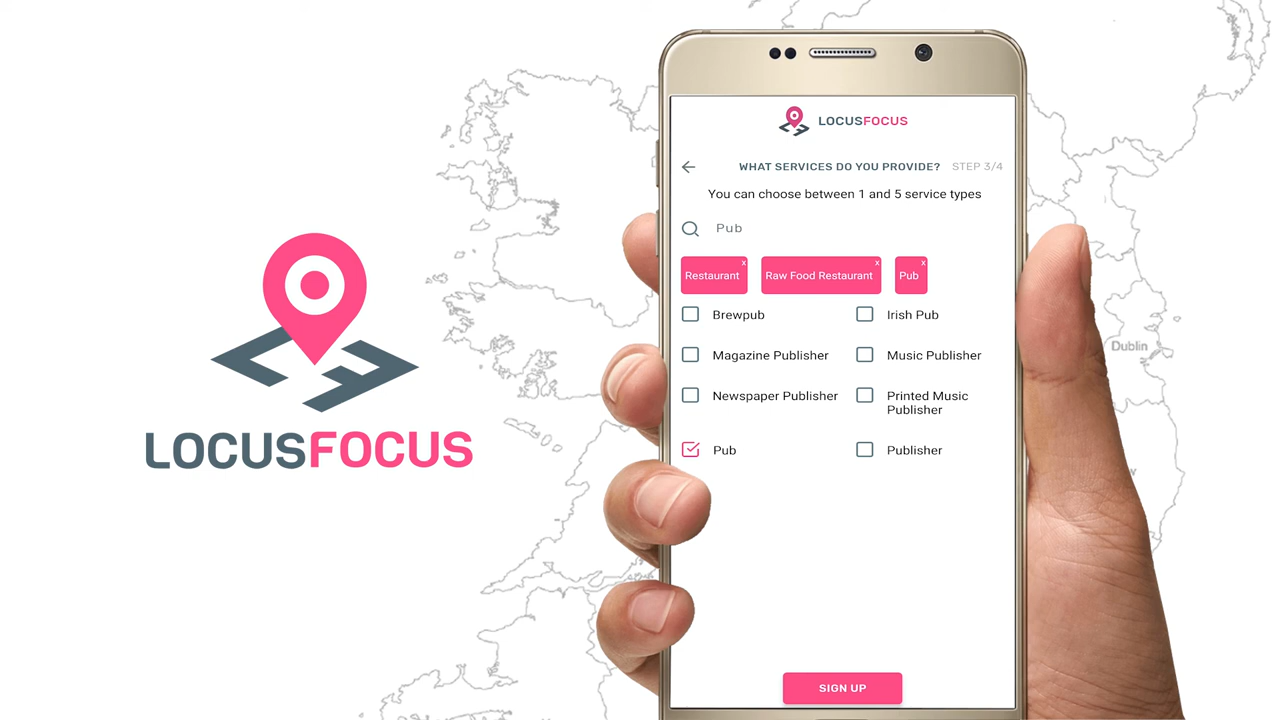 LOCUSFOCUS
LOCUSFOCUS
WHAT SERVICES DO YOU PROVIDE? STEP 3/4
You can choose between 1 and 5 service types
Pub
Restaurant x Raw Food Restaurant x Pub x
Brewpub
Irish Pub
Magazine Publisher
Music Publisher
Newspaper Publisher
Printed Music
Publisher
Pub
Publisher
SIGN UP
Dublin